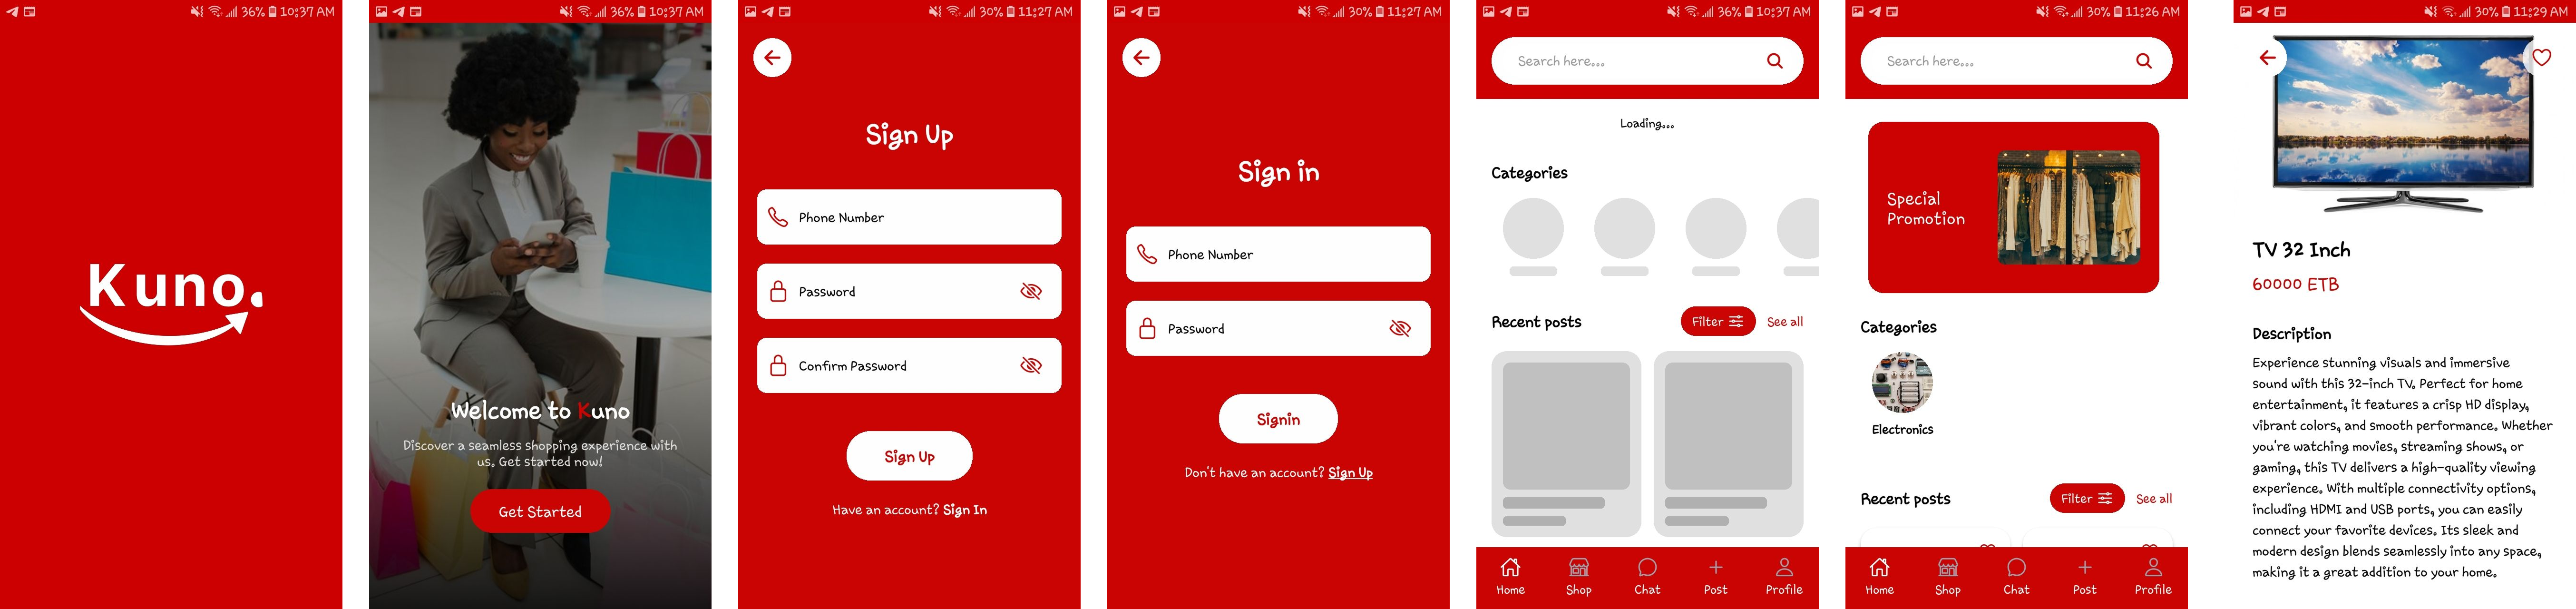 10:37 AM
Kuno.
36% 10:37 AM
Welcome to Kuno
Discover a seamless shopping experience with
us. Get started now!
Get Started
30% 11:27 AM
Sign Up
Phone Number
Password
Confirm Password
Sign Up
Have an account? Sign In
30% 11:27 AM
Sign in
Phone Number
Password
Signin
Don't have an account? Sign Up
36% 10:37 AM
Search here...
Loading...
Categories
Recent posts
Filter
See all
Home
Shop
Chat
Post
Profile
30% 11:26 AM
Search here...
Special
Promotion
Categories
Electronics
Recent posts
Filter
See all
Home
Shop
Chat
Post
Profile
30% 11:29 AM
TV 32 Inch
60000 ETB
Description
Experience stunning visuals and immersive
sound with this 32-inch TV. Perfect for home
entertainment, it features a crisp HD display,
vibrant colors, and smooth performance. Whether
you're watching movies, streaming shows, or
gaming, this TV delivers a high-quality viewing
experience. With multiple connectivity options,
including HDMI and USB ports, you can easily
connect your favorite devices. Its sleek and
modern design blends seamlessly into any space,
making it a great addition to your home.